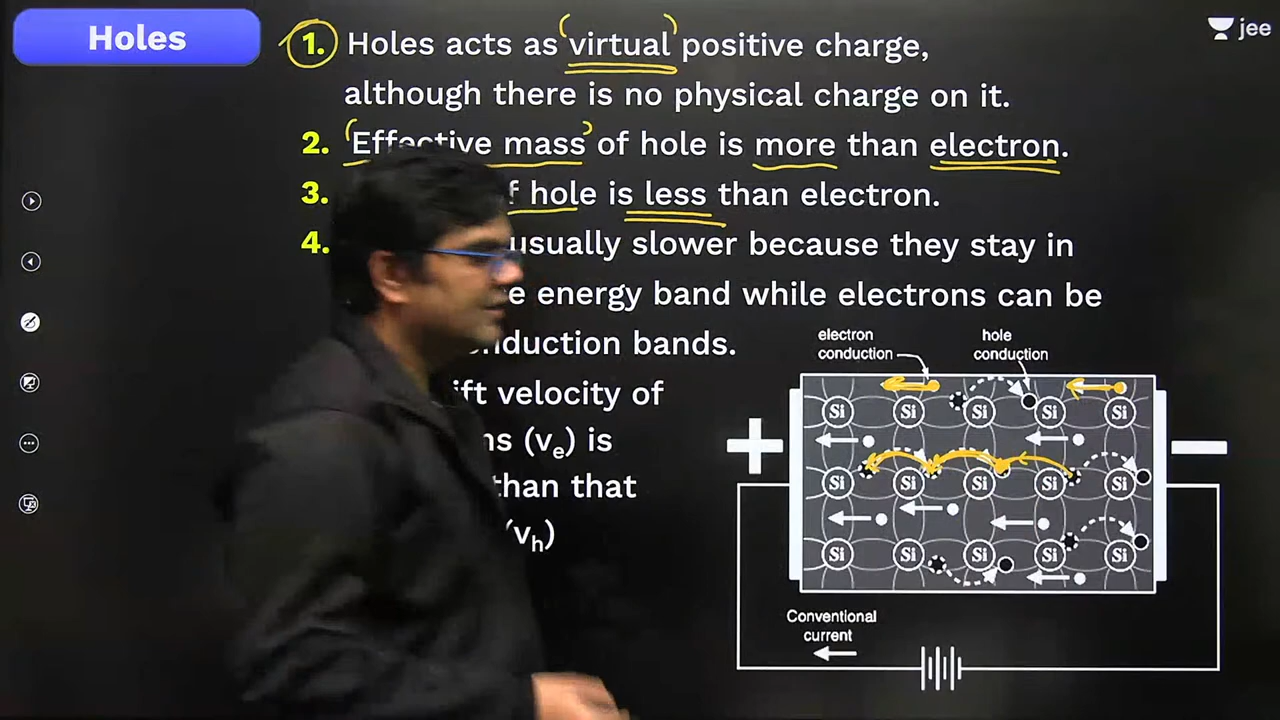 Holes
jee
1. Holes acts as 'virtual' positive charge,
although there is no physical charge on it.
2. 'Effective mass' of hole is more than electron.
3. hole is less than electron.
4. usually slower because they stay in
energy band while electrons can be
bands.
velocity of
(vₑ) is
than that
(vₕ)
electron
conduction
hole
conduction
+
−
Si Si Si Si Si
Si Si Si Si Si
Si Si Si Si Si
Conventional
current